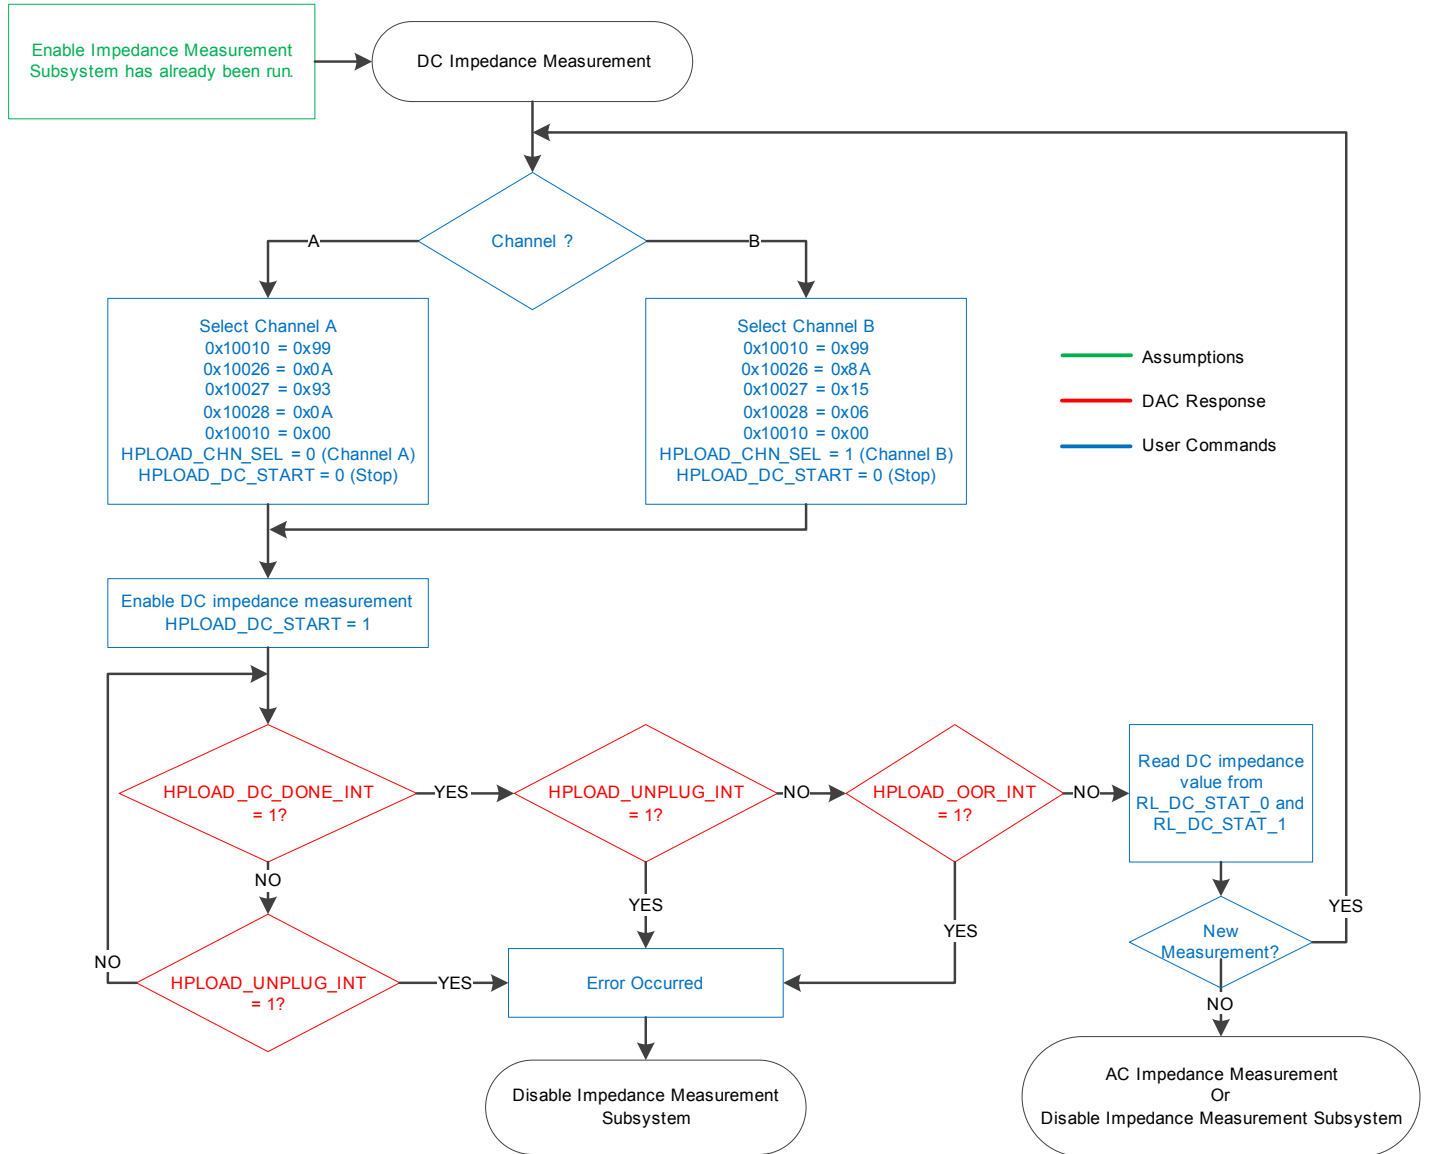 Enable Impedance Measurement
Subsystem has already been run.
DC Impedance Measurement
Channel ?
A
B
Select Channel A
0x10010 = 0x99
0x10026 = 0x0A
0x10027 = 0x93
0x10028 = 0x0A
0x10010 = 0x00
HPLOAD_CHN_SEL = 0 (Channel A)
HPLOAD_DC_START = 0 (Stop)
Select Channel B
0x10010 = 0x99
0x10026 = 0x8A
0x10027 = 0x15
0x10028 = 0x06
0x10010 = 0x00
HPLOAD_CHN_SEL = 1 (Channel B)
HPLOAD_DC_START = 0 (Stop)
Assumptions
DAC Response
User Commands
Enable DC impedance measurement
HPLOAD_DC_START = 1
HPLOAD_DC_DONE_INT
= 1?
YES
HPLOAD_UNPLUG_INT
= 1?
NO
HPLOAD_OOR_INT
= 1?
NO
Read DC impedance
value from
RL_DC_STAT_0 and
RL_DC_STAT_1
NO
YES
YES
YES
New
Measurement?
NO
HPLOAD_UNPLUG_INT
= 1?
YES
Error Occurred
NO
Disable Impedance Measurement
Subsystem
AC Impedance Measurement
Or
Disable Impedance Measurement Subsystem